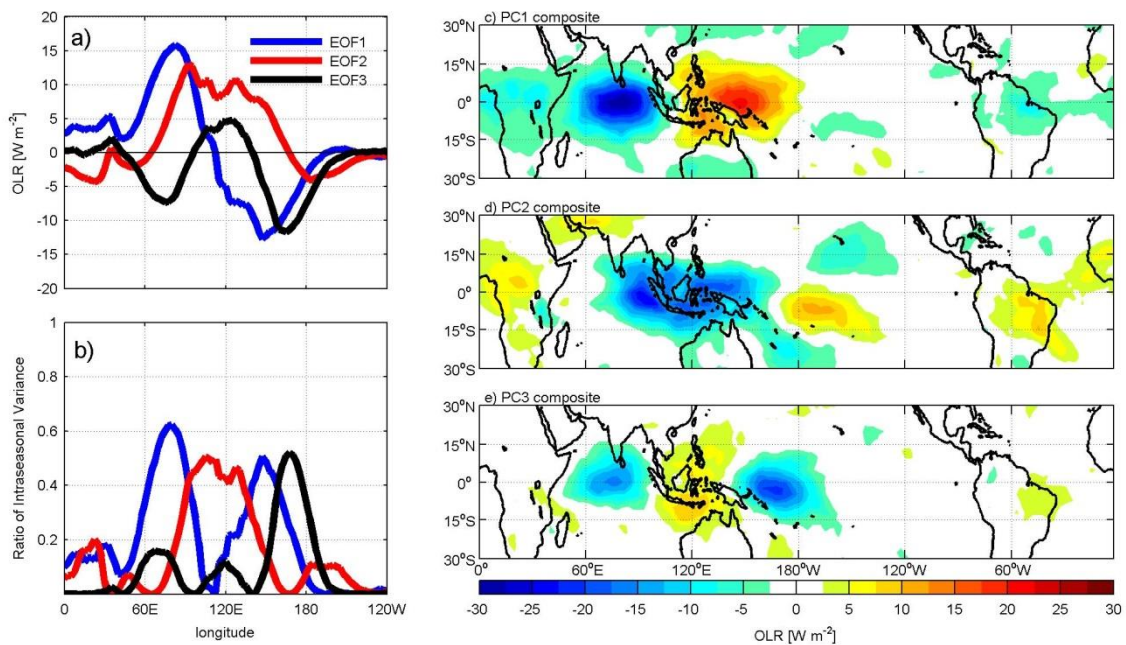 a)
EOF1
EOF2
EOF3
OLR [W m⁻²]
20
15
10
5
0
-5
-10
-15
-20
b)
Ratio of Intraseasonal Variance
1
0.8
0.6
0.4
0.2
0 60E 120E 180 120W
longitude
c) PC1 composite
30°N
15°N
0°
15°S
30°S
d) PC2 composite
30°N
15°N
0°
15°S
30°S
e) PC3 composite
30°N
15°N
0°
15°S
30°S
0° 60°E 120°E 180°W 120°W 60°W
-30 -25 -20 -15 -10 -5 0 5 10 15 20 25 30
OLR [W m⁻²]